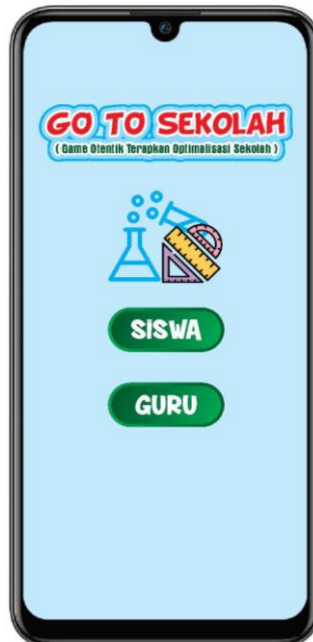 GO TO SEKOLAH
( Game Otentik Terapkan Optimalisasi Sekolah )
SISWA
GURU